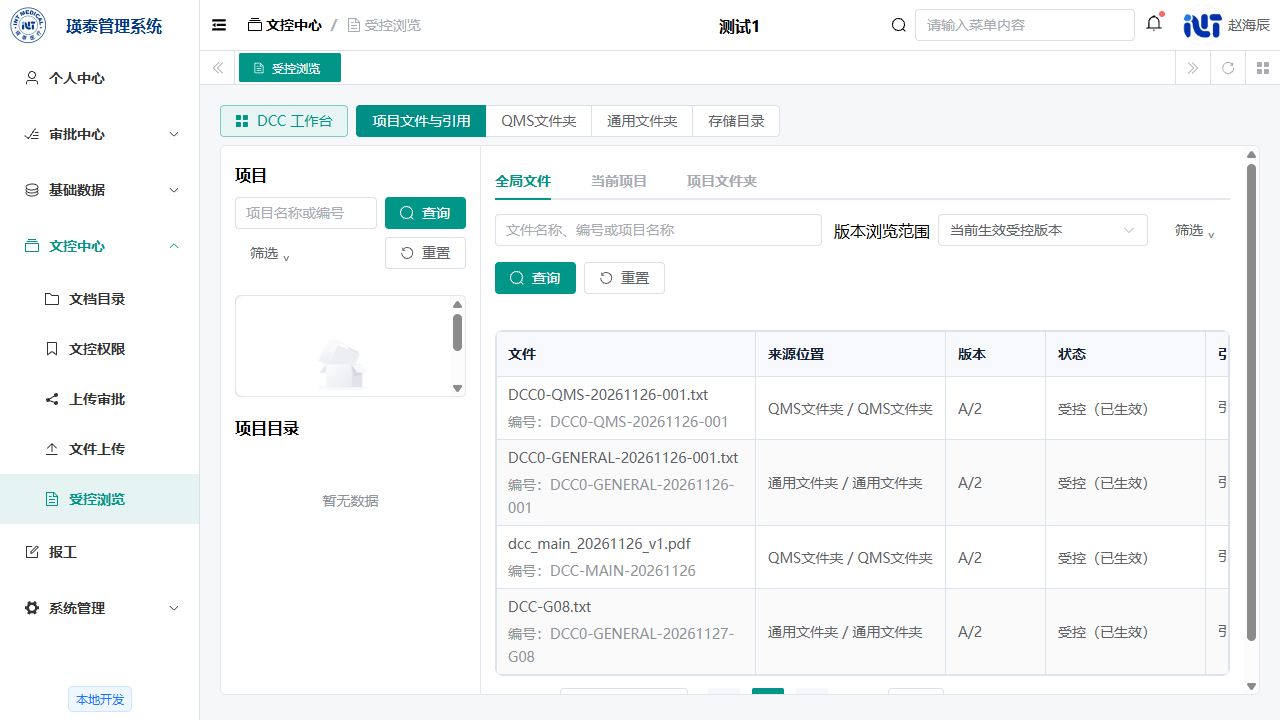 瑛泰管理系统
文控中心 / 受控浏览
测试1
请输入菜单内容
赵海辰
个人中心
审批中心
基础数据
文控中心
文档目录
文控权限
上传审批
文件上传
受控浏览
报工
系统管理
本地开发
受控浏览
DCC 工作台
项目文件与引用
QMS文件夹
通用文件夹
存储目录
项目
项目名称或编号
查询
筛选
重置
项目目录
暂无数据
全局文件
当前项目
项目文件夹
文件名称、编号或项目名称
版本浏览范围
当前生效受控版本
筛选
查询
重置
文件 来源位置 版本 状态 引
DCC0-QMS-20261126-001.txt
编号：DCC0-QMS-20261126-001
QMS文件夹 / QMS文件夹 A/2 受控（已生效） 引
DCC0-GENERAL-20261126-001.txt
编号：DCC0-GENERAL-20261126-
001
通用文件夹 / 通用文件夹 A/2 受控（已生效） 引
dcc_main_20261126_v1.pdf
编号：DCC-MAIN-20261126
QMS文件夹 / QMS文件夹 A/2 受控（已生效） 引
DCC-G08.txt
编号：DCC0-GENERAL-20261127-
G08
通用文件夹 / 通用文件夹 A/2 受控（已生效） 引